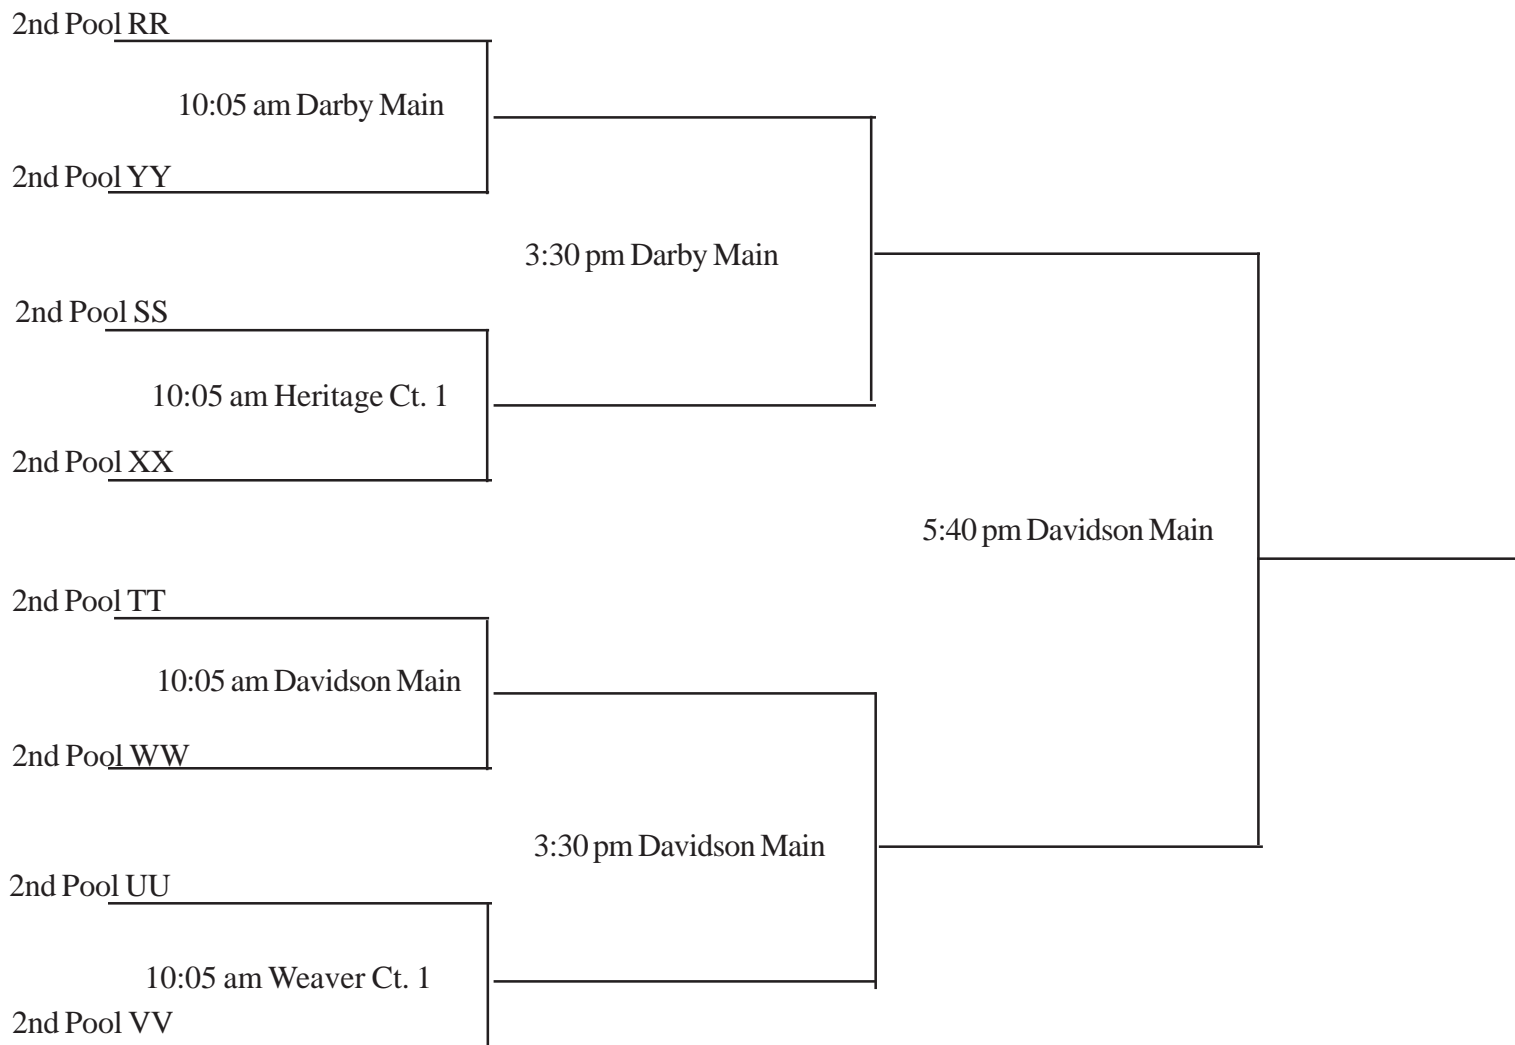 2nd Pool RR
10:05 am Darby Main
2nd Pool YY
3:30 pm Darby Main
2nd Pool SS
10:05 am Heritage Ct. 1
2nd Pool XX
5:40 pm Davidson Main
2nd Pool TT
10:05 am Davidson Main
2nd Pool WW
3:30 pm Davidson Main
2nd Pool UU
10:05 am Weaver Ct. 1
2nd Pool VV